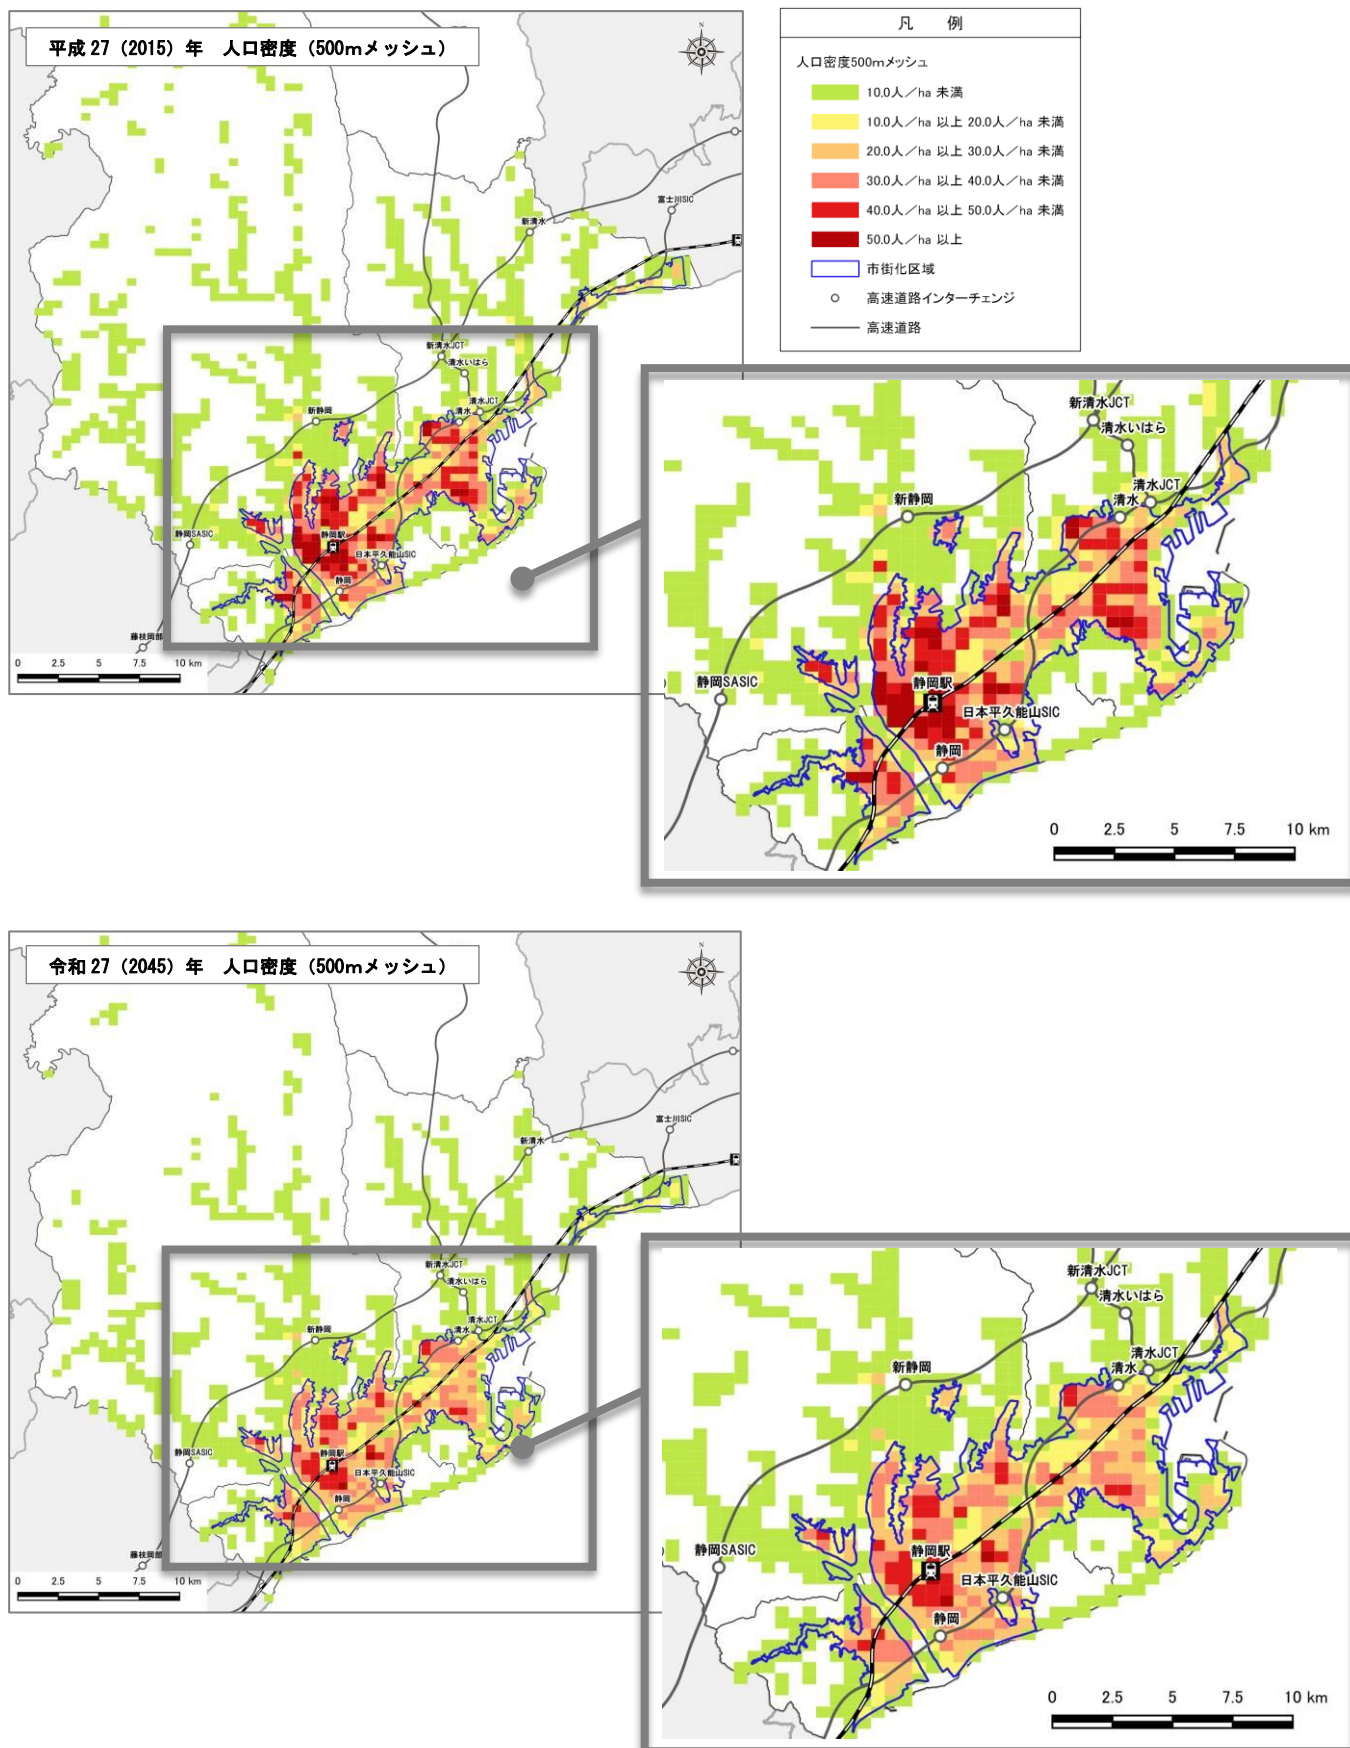 平成 27（2015）年　人口密度（500mメッシュ）
N
富士川SIC
新清水
新清水JCT
清水いはら
清水JCT
清水
新静岡
静岡SASIC
静岡駅
日本平久能山SIC
静岡
藤枝岡部
0 2.5 5 7.5 10 km
凡　例
人口密度500mメッシュ
10.0人／ha 未満
10.0人／ha 以上 20.0人／ha 未満
20.0人／ha 以上 30.0人／ha 未満
30.0人／ha 以上 40.0人／ha 未満
40.0人／ha 以上 50.0人／ha 未満
50.0人／ha 以上
市街化区域
高速道路インターチェンジ
高速道路
新清水JCT
清水いはら
清水JCT
清水
新静岡
静岡SASIC
静岡駅
日本平久能山SIC
静岡
0 2.5 5 7.5 10 km
令和 27（2045）年　人口密度（500mメッシュ）
N
富士川SIC
新清水
新清水JCT
清水いはら
清水JCT
清水
新静岡
静岡SASIC
静岡駅
日本平久能山SIC
静岡
藤枝岡部
0 2.5 5 7.5 10 km
新清水JCT
清水いはら
清水JCT
清水
新静岡
静岡SASIC
静岡駅
日本平久能山SIC
静岡
0 2.5 5 7.5 10 km